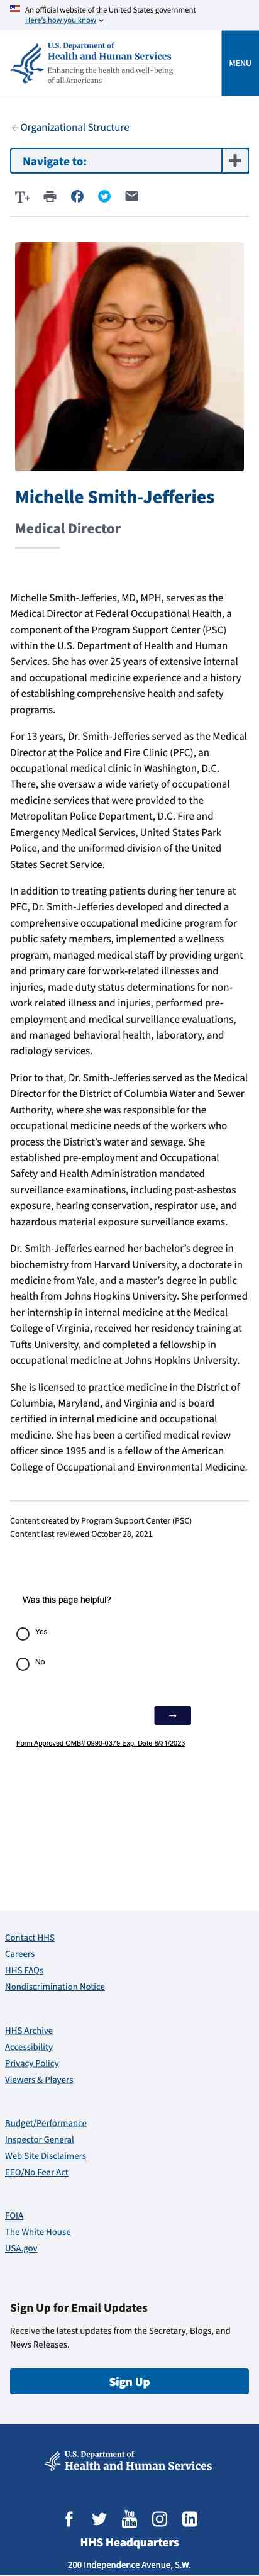 An official website of the United States government
Here's how you know
U.S. Department of
Health and Human Services
Enhancing the health and well-being
of all Americans
MENU
Organizational Structure
Navigate to:
T+
Michelle Smith-Jefferies
Medical Director
Michelle Smith-Jefferies, MD, MPH, serves as the
Medical Director at Federal Occupational Health, a
component of the Program Support Center (PSC)
within the U.S. Department of Health and Human
Services. She has over 25 years of extensive internal
and occupational medicine experience and a history
of establishing comprehensive health and safety
programs.
For 13 years, Dr. Smith-Jefferies served as the Medical
Director at the Police and Fire Clinic (PFC), an
occupational medical clinic in Washington, D.C.
There, she oversaw a wide variety of occupational
medicine services that were provided to the
Metropolitan Police Department, D.C. Fire and
Emergency Medical Services, United States Park
Police, and the uniformed division of the United
States Secret Service.
In addition to treating patients during her tenure at
PFC, Dr. Smith-Jefferies developed and directed a
comprehensive occupational medicine program for
public safety members, implemented a wellness
program, managed medical staff by providing urgent
and primary care for work-related illnesses and
injuries, made duty status determinations for non-
work related illness and injuries, performed pre-
employment and medical surveillance evaluations,
and managed behavioral health, laboratory, and
radiology services.
Prior to that, Dr. Smith-Jefferies served as the Medical
Director for the District of Columbia Water and Sewer
Authority, where she was responsible for the
occupational medicine needs of the workers who
process the District's water and sewage. She
established pre-employment and Occupational
Safety and Health Administration mandated
surveillance examinations, including post-asbestos
exposure, hearing conservation, respirator use, and
hazardous material exposure surveillance exams.
Dr. Smith-Jefferies earned her bachelor's degree in
biochemistry from Harvard University, a doctorate in
medicine from Yale, and a master's degree in public
health from Johns Hopkins University. She performed
her internship in internal medicine at the Medical
College of Virginia, received her residency training at
Tufts University, and completed a fellowship in
occupational medicine at Johns Hopkins University.
She is licensed to practice medicine in the District of
Columbia, Maryland, and Virginia and is board
certified in internal medicine and occupational
medicine. She has been a certified medical review
officer since 1995 and is a fellow of the American
College of Occupational and Environmental Medicine.
Content created by Program Support Center (PSC)
Content last reviewed October 28, 2021
Was this page helpful?
Yes
No
→
Form Approved OMB# 0990-0379 Exp. Date 8/31/2023
Contact HHS
Careers
HHS FAQs
Nondiscrimination Notice
HHS Archive
Accessibility
Privacy Policy
Viewers & Players
Budget/Performance
Inspector General
Web Site Disclaimers
EEO/No Fear Act
FOIA
The White House
USA.gov
Sign Up for Email Updates
Receive the latest updates from the Secretary, Blogs, and
News Releases.
Sign Up
U.S. Department of
Health and Human Services
You
Tube
HHS Headquarters
200 Independence Avenue, S.W.